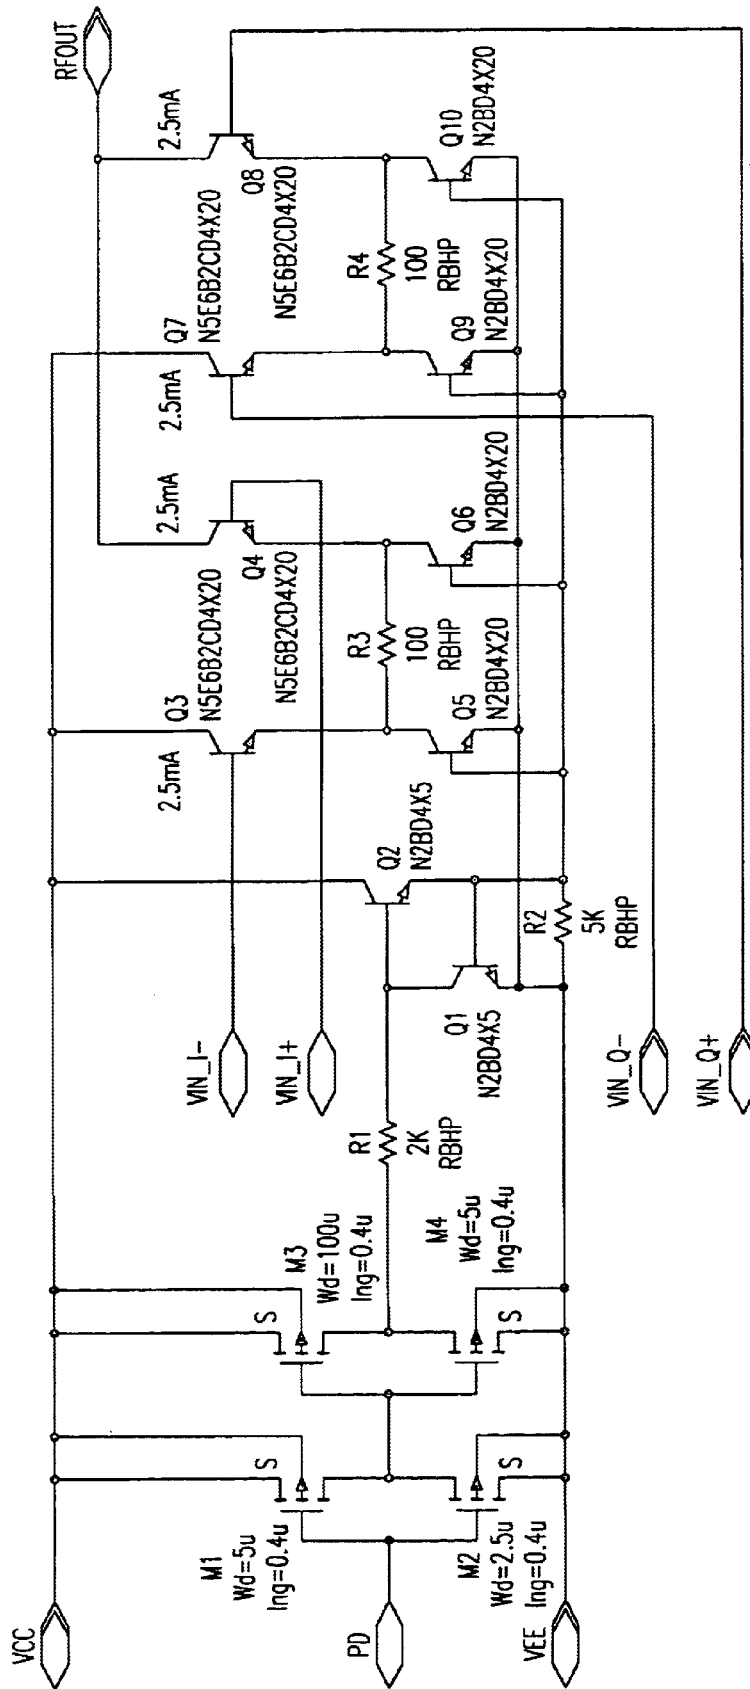 VCC
PD
VEE
M1
Wd=5u
lng=0.4u
M2
Wd=2.5u
lng=0.4u
S
S
M3
Wd=100u
lng=0.4u
M4
Wd=5u
lng=0.4u
S
S
R1
2K
RBHP
VIN_I-
VIN_I+
Q1
N2BD4X5
Q2
N2BD4X5
R2
5K
RBHP
VIN_Q-
VIN_Q+
2.5mA
Q3
N5E6B2CD4X20
Q4
N5E6B2CD4X20
2.5mA
R3
100
RBHP
Q5
N2BD4X20
Q6
N2BD4X20
2.5mA
Q7
N5E6B2CD4X20
Q8
N5E6B2CD4X20
2.5mA
R4
100
RBHP
Q9
N2BD4X20
Q10
N2BD4X20
RFOUT